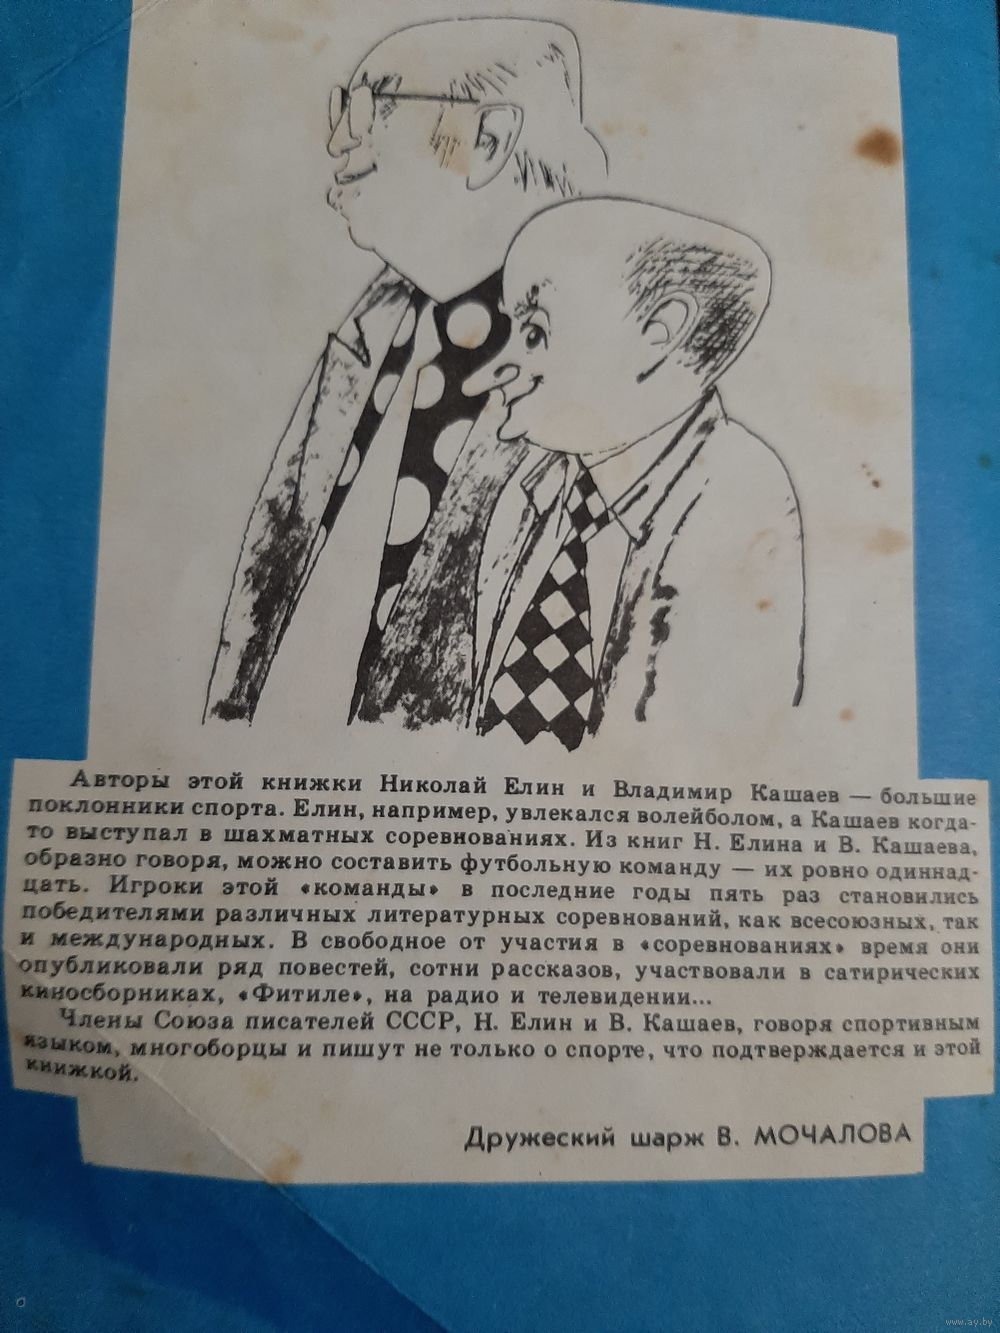 Авторы этой книжки Николай Елин и Владимир Кашаев — большие
поклонники спорта. Елин, например, увлекался волейболом, а Кашаев когда-
то выступал в шахматных соревнованиях. Из книг Н. Елина и В. Кашаева,
образно говоря, можно составить футбольную команду — их ровно одиннад-
цать. Игроки этой «команды» в последние годы пять раз становились
победителями различных литературных соревнований, как всесоюзных, так
и международных. В свободное от участия в «соревнованиях» время они
опубликовали ряд повестей, сотни рассказов, участвовали в сатирических
киносборниках, «Фитиле», на радио и телевидении...
Члены Союза писателей СССР, Н. Елин и В. Кашаев, говоря спортивным
языком, многоборцы и пишут не только о спорте, что подтверждается и этой
книжкой.
Дружеский шарж В. МОЧАЛОВА
www.ay.by